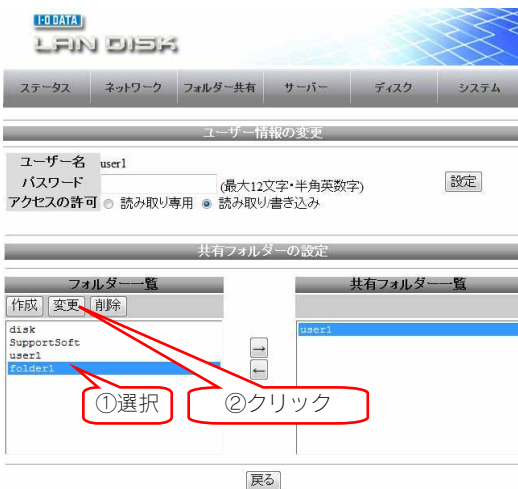 I-O DATA
LAN DISK
ステータス ネットワーク フォルダー共有 サーバー ディスク システム
ユーザー情報の変更
ユーザー名 user1
パスワード (最大12文字・半角英数字) 設定
アクセスの許可 読み取り専用 読み取り/書き込み
共有フォルダーの設定
フォルダー一覧 共有フォルダー一覧
作成 変更 削除
disk user1
SupportSoft →
user1 ←
folder1
①選択 ②クリック
戻る